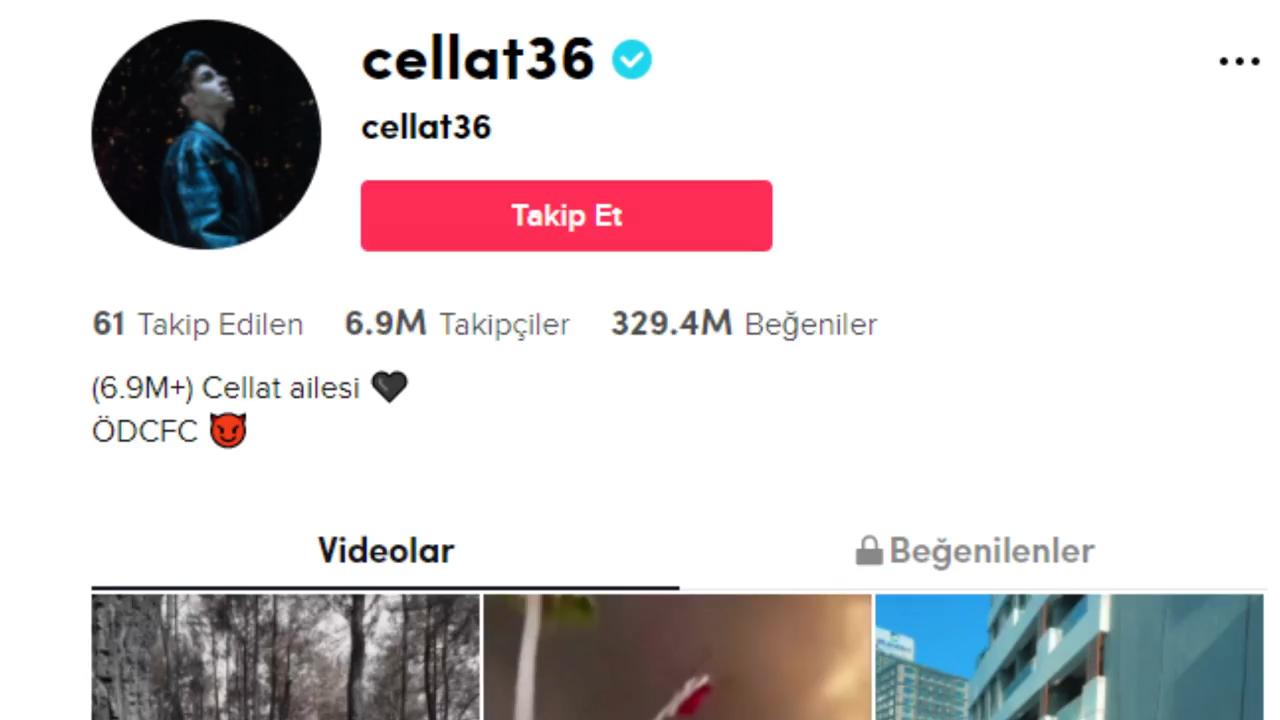 cellat36
cellat36
Takip Et
61 Takip Edilen 6.9M Takipçiler 329.4M Beğeniler
(6.9M+) Cellat ailesi 🖤
ÖDCFC 😈
Videolar Beğenilenler